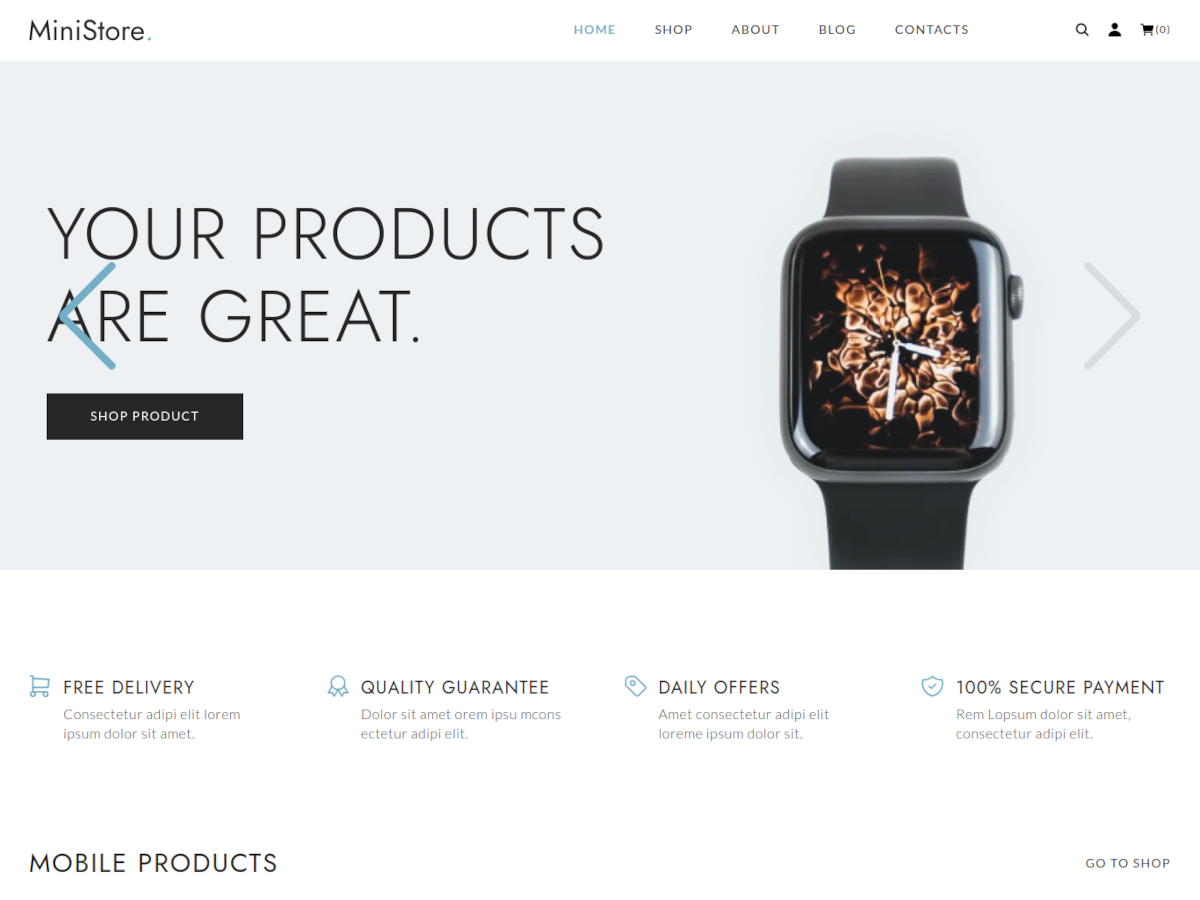 MiniStore.
HOME SHOP ABOUT BLOG CONTACTS (0)
YOUR PRODUCTS
ARE GREAT.
SHOP PRODUCT
FREE DELIVERY
Consectetur adipi elit lorem
ipsum dolor sit amet.
QUALITY GUARANTEE
Dolor sit amet orem ipsu mcons
ectetur adipi elit.
DAILY OFFERS
Amet consectetur adipi elit
loreme ipsum dolor sit.
100% SECURE PAYMENT
Rem Lopsum dolor sit amet,
consectetur adipi elit.
MOBILE PRODUCTS
GO TO SHOP